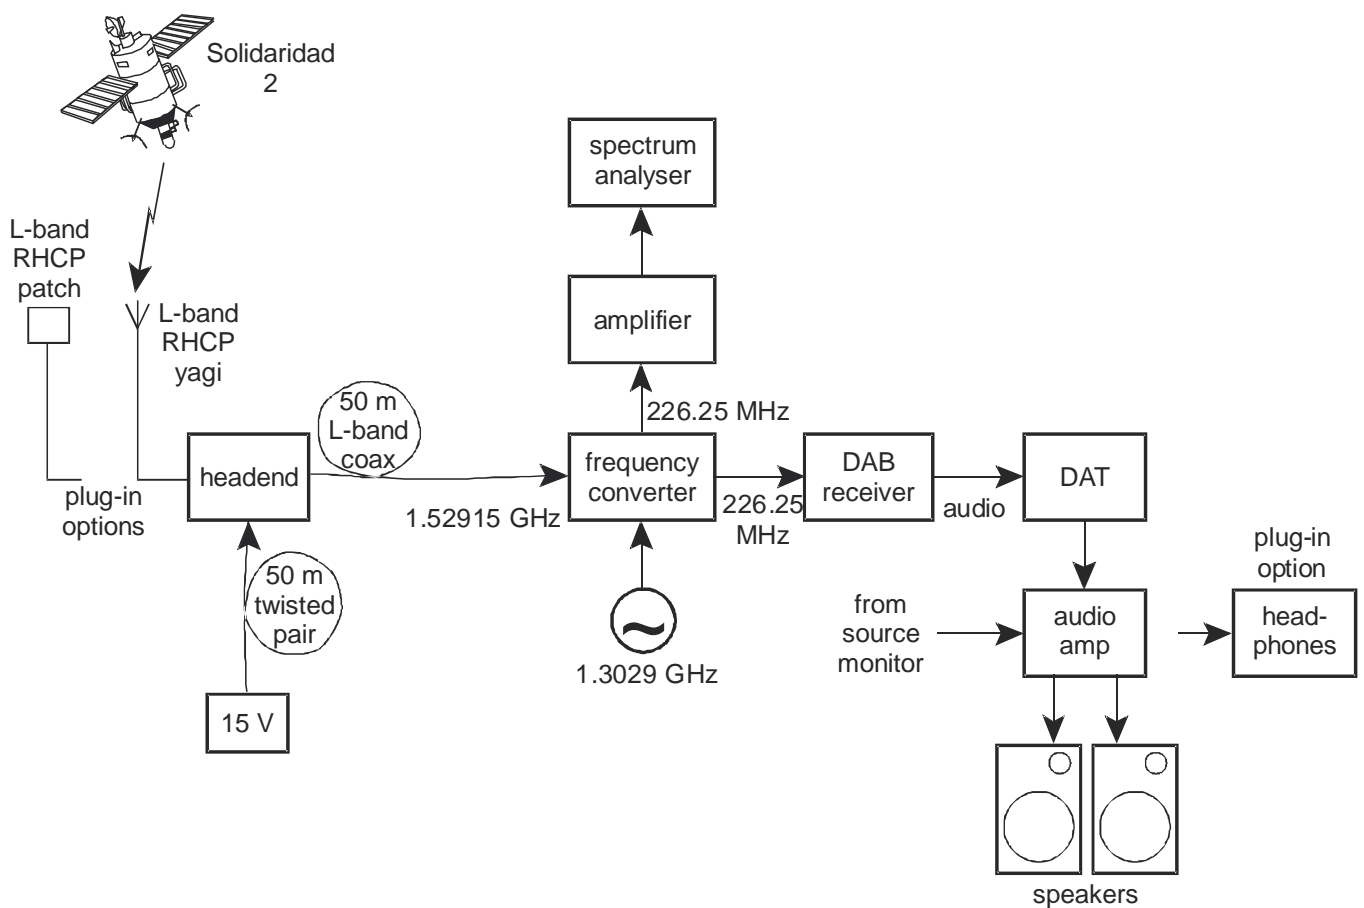 Solidaridad
2
spectrum
analyser
L-band
RHCP
patch
L-band
RHCP
yagi
amplifier
50 m
L-band
coax
226.25 MHz
headend
frequency
converter
DAB
receiver
DAT
plug-in
options
1.52915 GHz
226.25
MHz
audio
50 m
twisted
pair
plug-in
option
from
source
monitor
audio
amp
head-
phones
1.3029 GHz
15 V
speakers